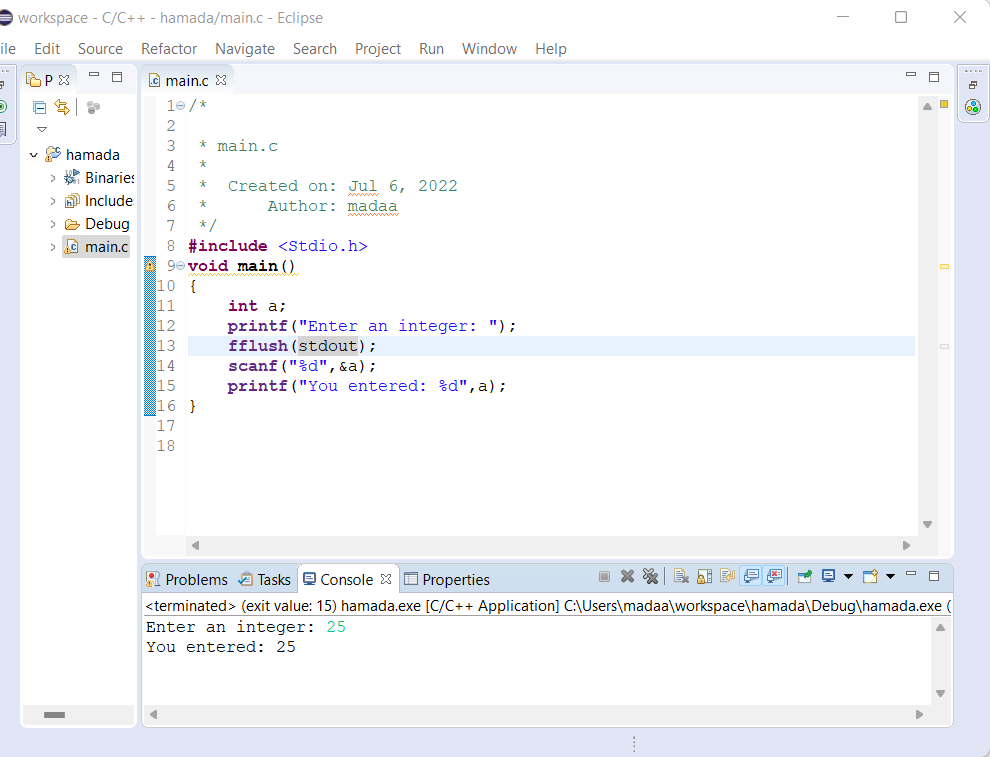 workspace - C/C++ - hamada/main.c - Eclipse
ile Edit Source Refactor Navigate Search Project Run Window Help
P
main.c
hamada
Binaries
Include
Debug
main.c
1 /*
2
3  * main.c
4  *
5  *  Created on: Jul 6, 2022
6  *      Author: madaa
7  */
8 #include <Stdio.h>
9 void main()
10 {
11     int a;
12     printf("Enter an integer: ");
13     fflush(stdout);
14     scanf("%d",&a);
15     printf("You entered: %d",a);
16 }
17
18
Problems Tasks Console Properties
<terminated> (exit value: 15) hamada.exe [C/C++ Application] C:\Users\madaa\workspace\hamada\Debug\hamada.exe (
Enter an integer: 25
You entered: 25